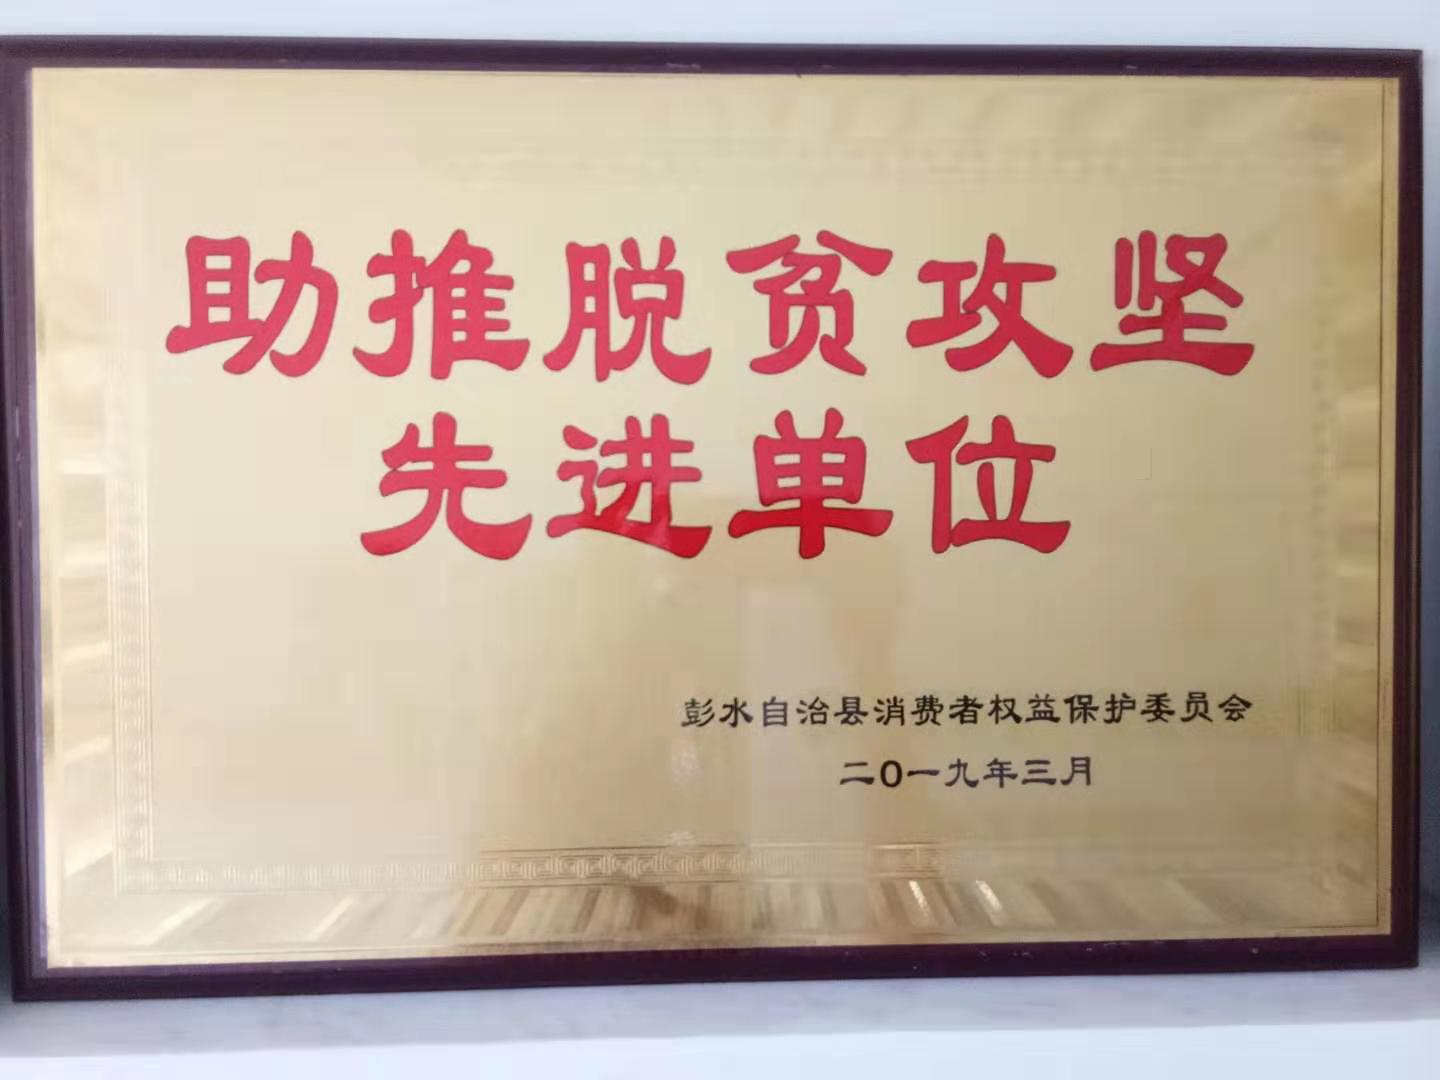 助推脱贫攻坚
先进单位
彭水自治县消费者权益保护委员会
二0一九年三月